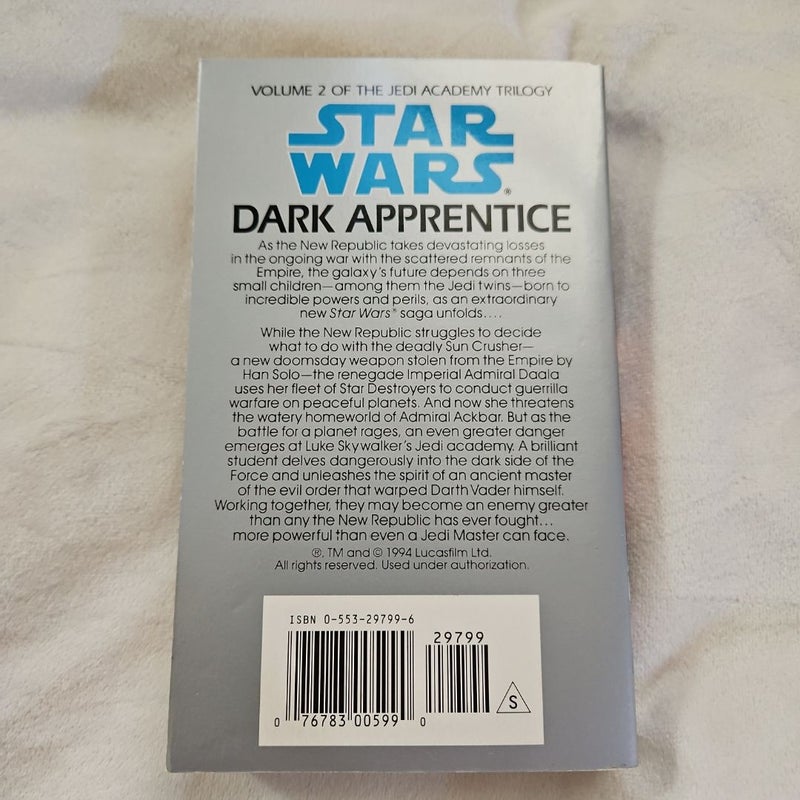 VOLUME 2 OF THE JEDI ACADEMY TRILOGY
STAR
WARS®
DARK APPRENTICE
As the New Republic takes devastating losses
in the ongoing war with the scattered remnants of the
Empire, the galaxy's future depends on three
small children—among them the Jedi twins—born to
incredible powers and perils, as an extraordinary
new Star Wars® saga unfolds....
While the New Republic struggles to decide
what to do with the deadly Sun Crusher—
a new doomsday weapon stolen from the Empire by
Han Solo—the renegade Imperial Admiral Daala
uses her fleet of Star Destroyers to conduct guerrilla
warfare on peaceful planets. And now she threatens
the watery homeworld of Admiral Ackbar. But as the
battle for a planet rages, an even greater danger
emerges at Luke Skywalker's Jedi academy. A brilliant
student delves dangerously into the dark side of the
Force and unleashes the spirit of an ancient master
of the evil order that warped Darth Vader himself.
Working together, they may become an enemy greater
than any the New Republic has ever fought...
more powerful than even a Jedi Master can face.
®, TM and © 1994 Lucasfilm Ltd.
All rights reserved. Used under authorization.
ISBN 0-553-29799-6
29799
0 76783 00599 0
S